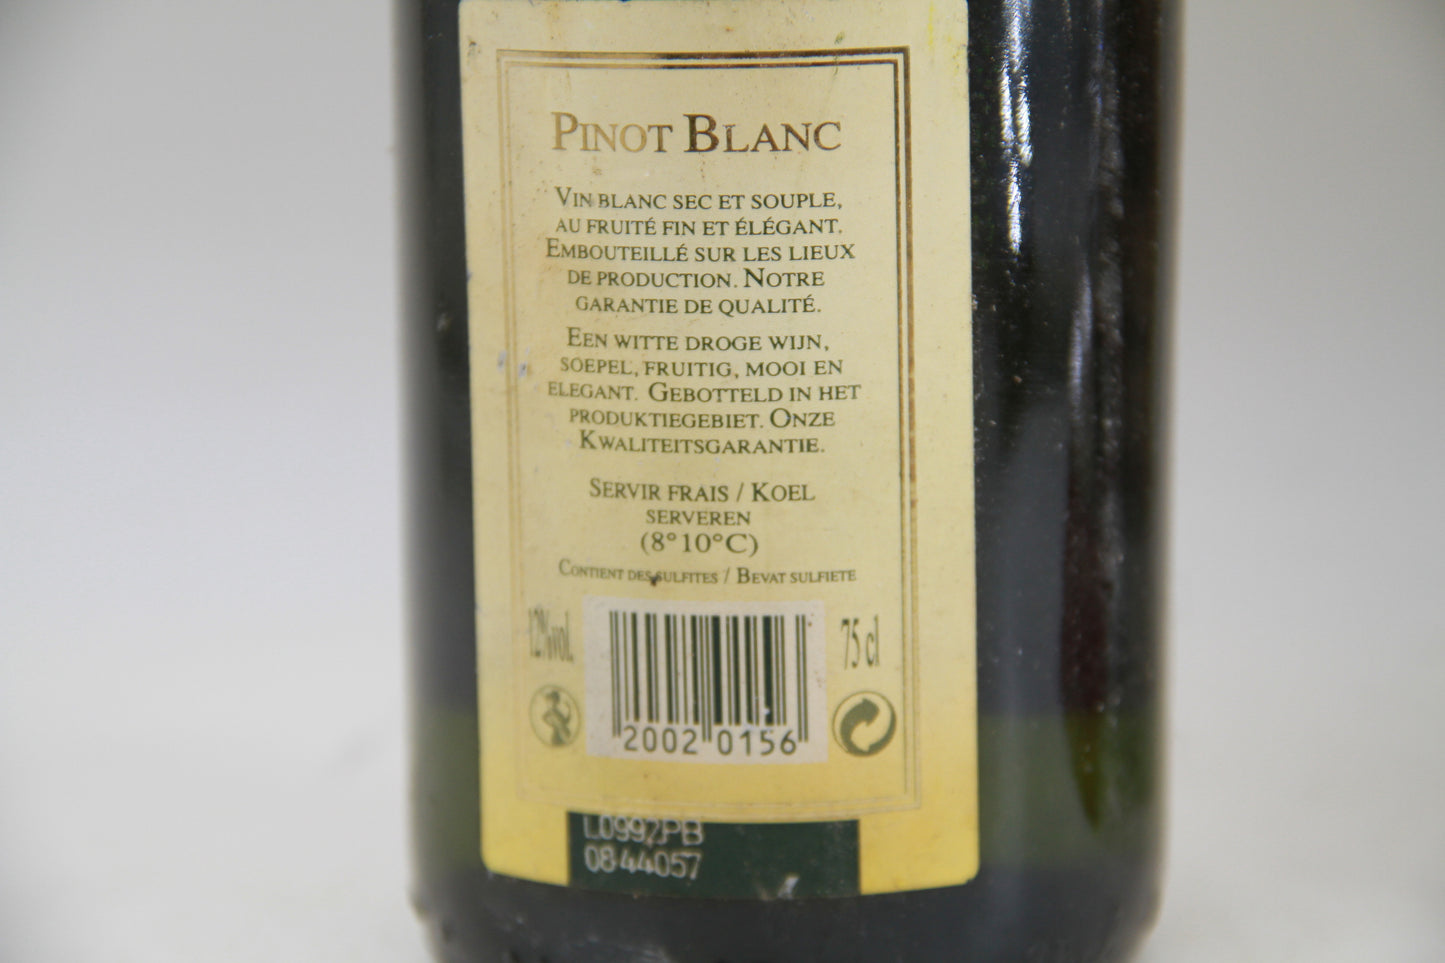 PINOT BLANC
VIN BLANC SEC ET SOUPLE,
AU FRUITÉ FIN ET ÉLÉGANT.
EMBOUTEILLÉ SUR LES LIEUX
DE PRODUCTION. NOTRE
GARANTIE DE QUALITÉ.
EEN WITTE DROGE WIJN,
SOEPEL, FRUITIG, MOOI EN
ELEGANT. GEBOTTELD IN HET
PRODUKTIEGEBIET. ONZE
KWALITEITSGARANTIE.
SERVIR FRAIS / KOEL
SERVEREN
(8° 10°C)
CONTIENT DES SULFITES / BEVAT SULFIETE
12%vol.
75 cl
2002 0156
L0992PB
0844057